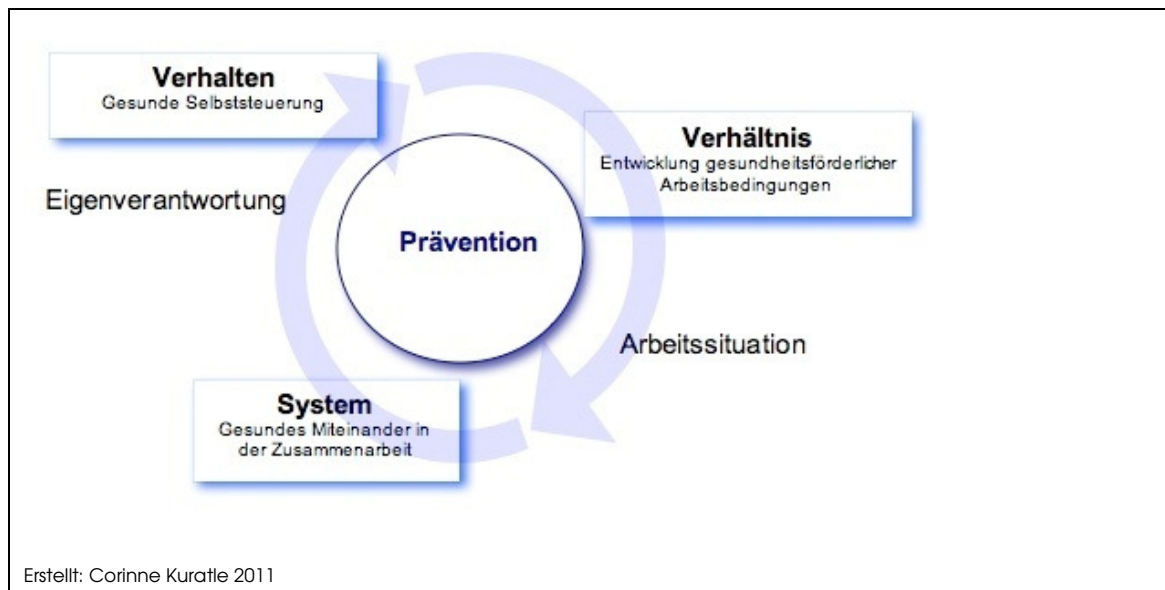 Verhalten
Gesunde Selbststeuerung
Verhältnis
Entwicklung gesundheitsförderlicher
Arbeitsbedingungen
Eigenverantwortung
Prävention
Arbeitssituation
System
Gesundes Miteinander in
der Zusammenarbeit
Erstellt: Corinne Kuratle 2011